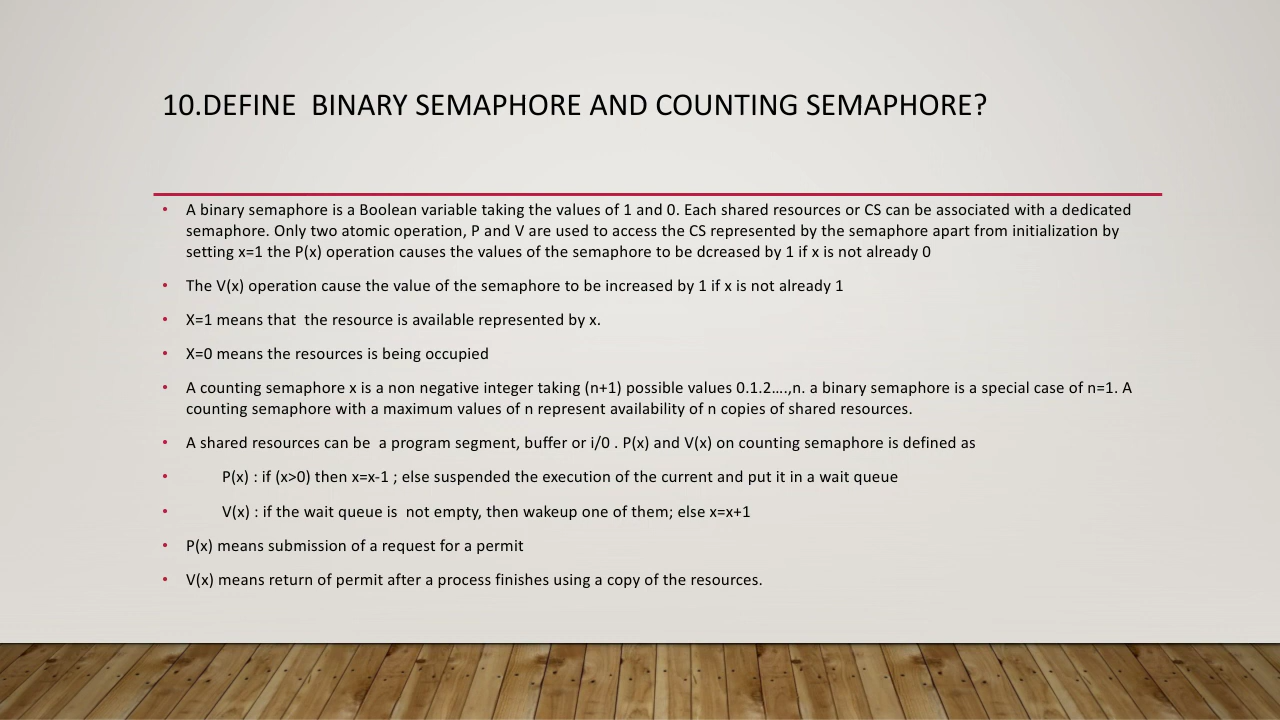 10.DEFINE  BINARY SEMAPHORE AND COUNTING SEMAPHORE?
• A binary semaphore is a Boolean variable taking the values of 1 and 0. Each shared resources or CS can be associated with a dedicated
semaphore. Only two atomic operation, P and V are used to access the CS represented by the semaphore apart from initialization by
setting x=1 the P(x) operation causes the values of the semaphore to be dcreased by 1 if x is not already 0
• The V(x) operation cause the value of the semaphore to be increased by 1 if x is not already 1
• X=1 means that  the resource is available represented by x.
• X=0 means the resources is being occupied
• A counting semaphore x is a non negative integer taking (n+1) possible values 0.1.2....,n. a binary semaphore is a special case of n=1. A
counting semaphore with a maximum values of n represent availability of n copies of shared resources.
• A shared resources can be  a program segment, buffer or i/0 . P(x) and V(x) on counting semaphore is defined as
• P(x) : if (x>0) then x=x-1 ; else suspended the execution of the current and put it in a wait queue
• V(x) : if the wait queue is  not empty, then wakeup one of them; else x=x+1
• P(x) means submission of a request for a permit
• V(x) means return of permit after a process finishes using a copy of the resources.